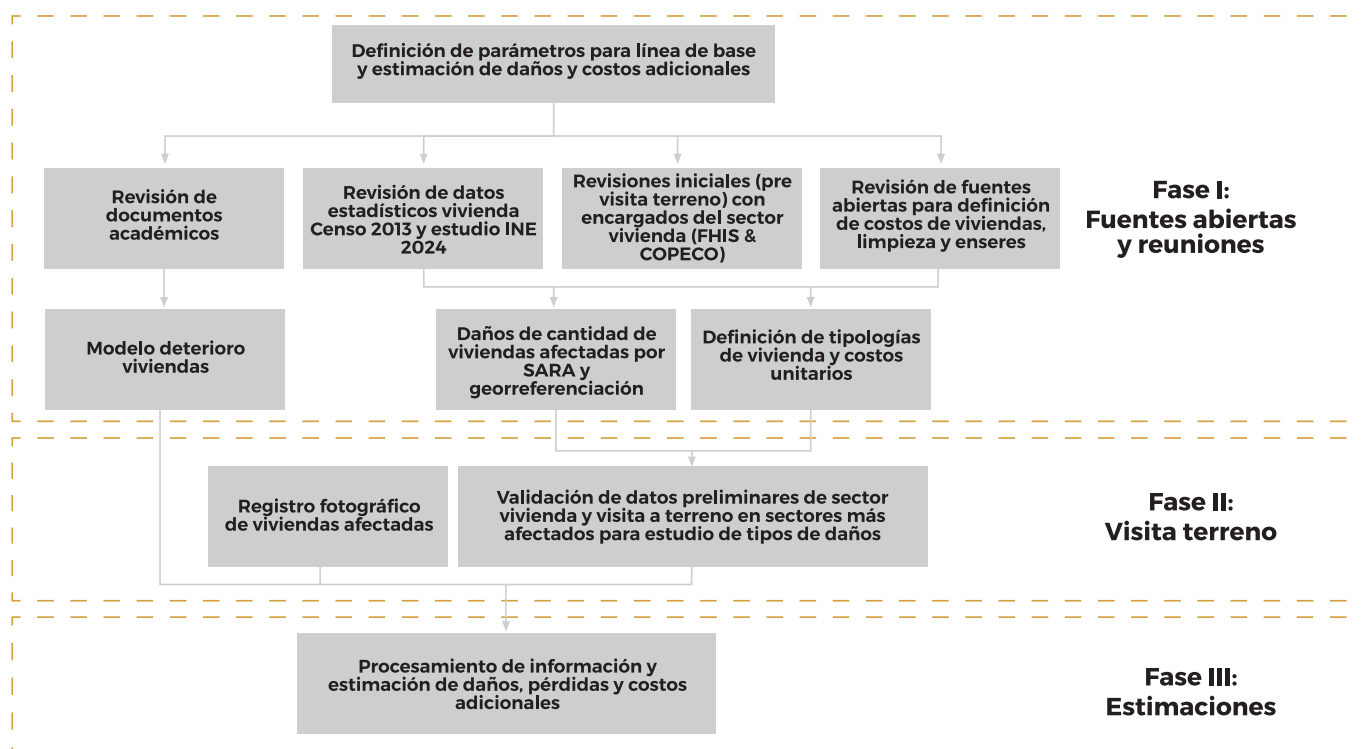 Definición de parámetros para línea de base
y estimación de daños y costos adicionales
Revisión de
documentos
académicos
Revisión de datos
estadísticos vivienda
Censo 2013 y estudio INE
2024
Revisiones iniciales (pre
visita terreno) con
encargados del sector
vivienda (FHIS &
COPECO)
Revisión de fuentes
abiertas para definición
de costos de viviendas,
limpieza y enseres
Fase I:
Fuentes abiertas
y reuniones
Modelo deterioro
viviendas
Daños de cantidad de
viviendas afectadas por
SARA y
georreferenciación
Definición de tipologías
de vivienda y costos
unitarios
Registro fotográfico
de viviendas afectadas
Validación de datos preliminares de sector
vivienda y visita a terreno en sectores más
afectados para estudio de tipos de daños
Fase II:
Visita terreno
Procesamiento de información y
estimación de daños, pérdidas y costos
adicionales
Fase III:
Estimaciones